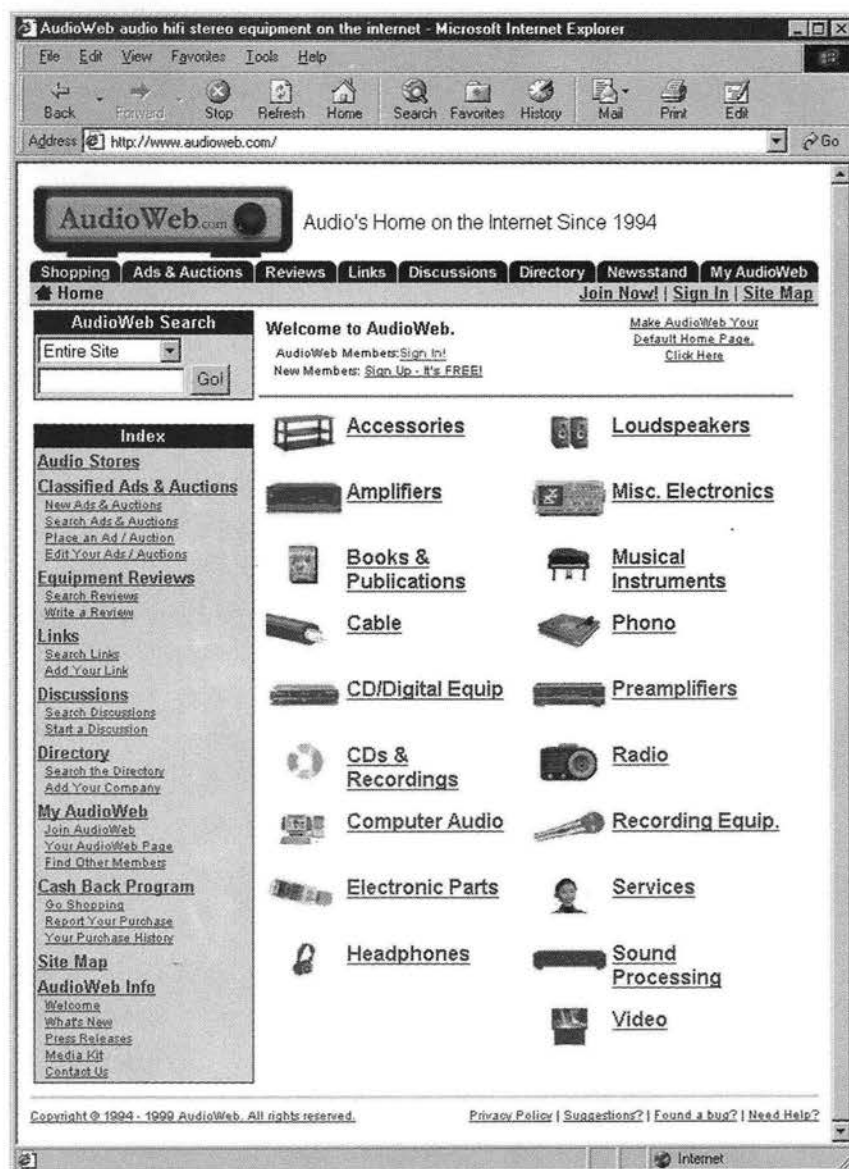 AudioWeb audio hifi stereo equipment on the internet - Microsoft Internet Explorer
File Edit View Favorites Tools Help
Back Forward Stop Refresh Home Search Favorites History Mail Print Edit
Address http://www.audioweb.com/ Go
AudioWeb.com Audio's Home on the Internet Since 1994
Shopping Ads & Auctions Reviews Links Discussions Directory Newsstand My AudioWeb
Home Join Now! | Sign In | Site Map
AudioWeb Search
Entire Site
Go!
Welcome to AudioWeb.
AudioWeb Members:Sign In!
New Members: Sign Up - It's FREE!
Make AudioWeb Your
Default Home Page.
Click Here
Index
Audio Stores
Classified Ads & Auctions
New Ads & Auctions
Search Ads & Auctions
Place an Ad / Auction
Edit Your Ads / Auctions
Equipment Reviews
Search Reviews
Write a Review
Links
Search Links
Add Your Link
Discussions
Search Discussions
Start a Discussion
Directory
Search the Directory
Add Your Company
My AudioWeb
Join AudioWeb
Your AudioWeb Page
Find Other Members
Cash Back Program
Go Shopping
Report Your Purchase
Your Purchase History
Site Map
AudioWeb Info
Welcome
What's New
Press Releases
Media Kit
Contact Us
Accessories
Amplifiers
Books &
Publications
Cable
CD/Digital Equip
CDs &
Recordings
Computer Audio
Electronic Parts
Headphones
Loudspeakers
Misc. Electronics
Musical
Instruments
Phono
Preamplifiers
Radio
Recording Equip.
Services
Sound
Processing
Video
Copyright © 1994 - 1999 AudioWeb. All rights reserved.
Privacy Policy | Suggestions? | Found a bug? | Need Help?
Internet